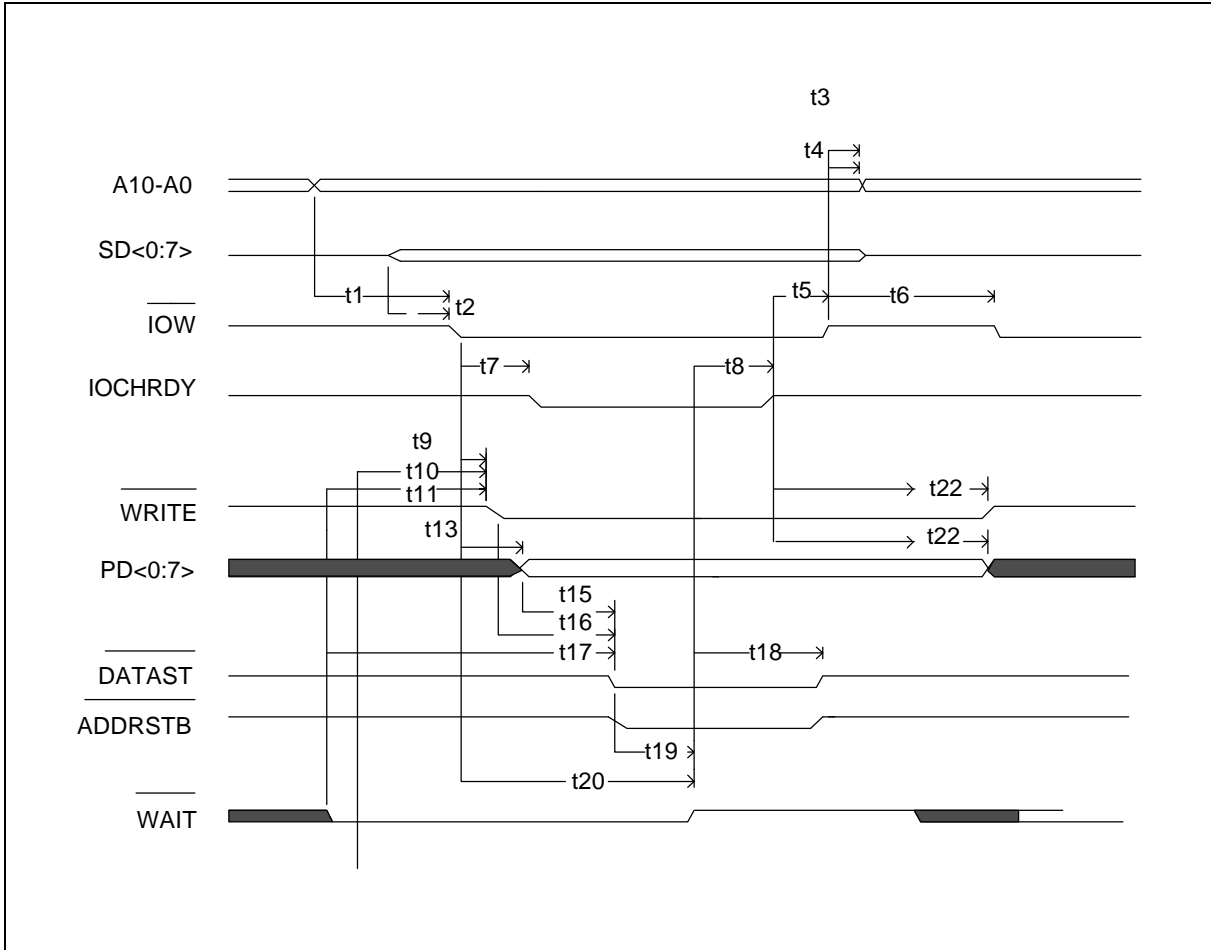 t3
t4
A10-A0
SD<0:7>
t1
t2
t5
t6
IOW
t7
t8
IOCHRDY
t9
t10
t11
t22
WRITE
t13
t22
PD<0:7>
t15
t16
t17
t18
DATAST
ADDRSTB
t19
t20
WAIT